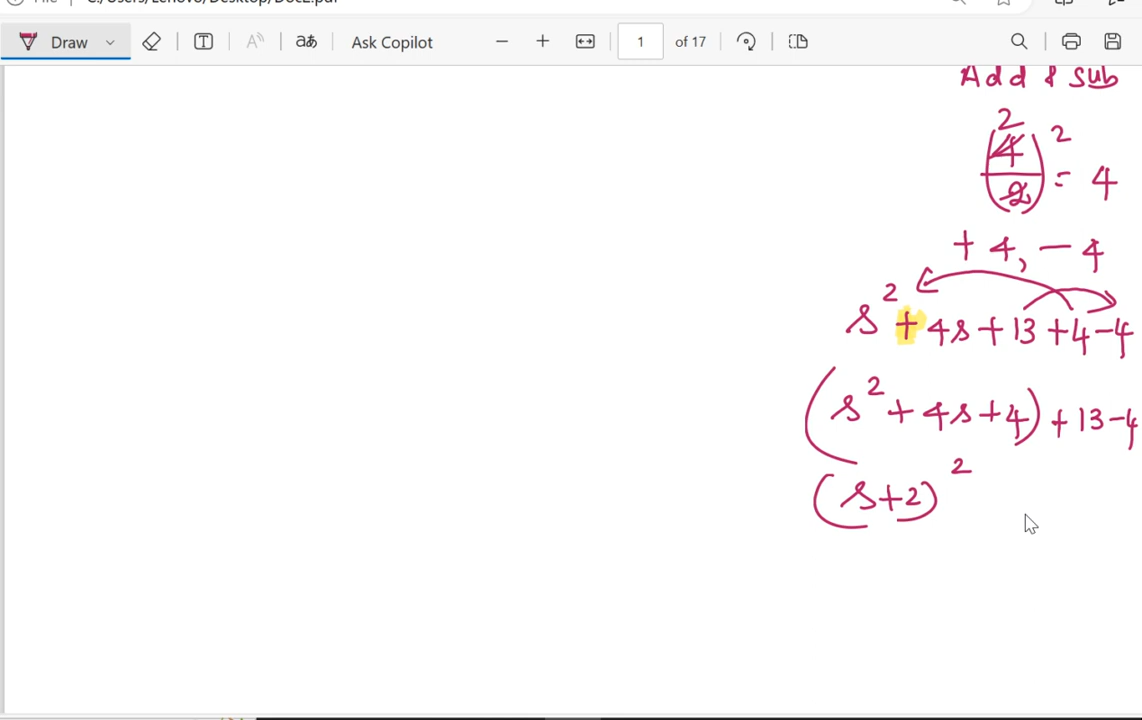 Draw Ask Copilot 1 of 17
Add & Sub
(4/2)² = 4
2
+ 4, - 4
s² + 4s + 13 + 4 - 4
(s² + 4s + 4) + 13 - 4
(s + 2)²